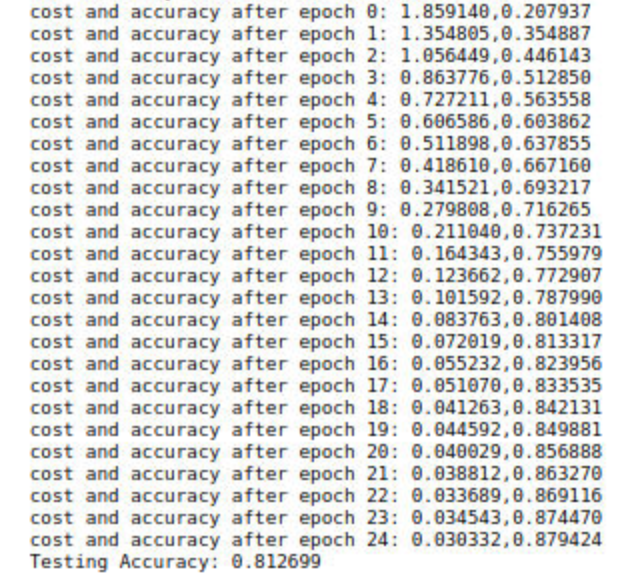 cost and accuracy after epoch 0: 1.859140,0.207937
cost and accuracy after epoch 1: 1.354805,0.354887
cost and accuracy after epoch 2: 1.056449,0.446143
cost and accuracy after epoch 3: 0.863776,0.512850
cost and accuracy after epoch 4: 0.727211,0.563558
cost and accuracy after epoch 5: 0.606586,0.603862
cost and accuracy after epoch 6: 0.511898,0.637855
cost and accuracy after epoch 7: 0.418610,0.667160
cost and accuracy after epoch 8: 0.341521,0.693217
cost and accuracy after epoch 9: 0.279808,0.716265
cost and accuracy after epoch 10: 0.211040,0.737231
cost and accuracy after epoch 11: 0.164343,0.755979
cost and accuracy after epoch 12: 0.123662,0.772907
cost and accuracy after epoch 13: 0.101592,0.787990
cost and accuracy after epoch 14: 0.083763,0.801408
cost and accuracy after epoch 15: 0.072019,0.813317
cost and accuracy after epoch 16: 0.055232,0.823956
cost and accuracy after epoch 17: 0.051070,0.833535
cost and accuracy after epoch 18: 0.041263,0.842131
cost and accuracy after epoch 19: 0.044592,0.849881
cost and accuracy after epoch 20: 0.040029,0.856888
cost and accuracy after epoch 21: 0.038812,0.863270
cost and accuracy after epoch 22: 0.033689,0.869116
cost and accuracy after epoch 23: 0.034543,0.874470
cost and accuracy after epoch 24: 0.030332,0.879424
Testing Accuracy: 0.812699